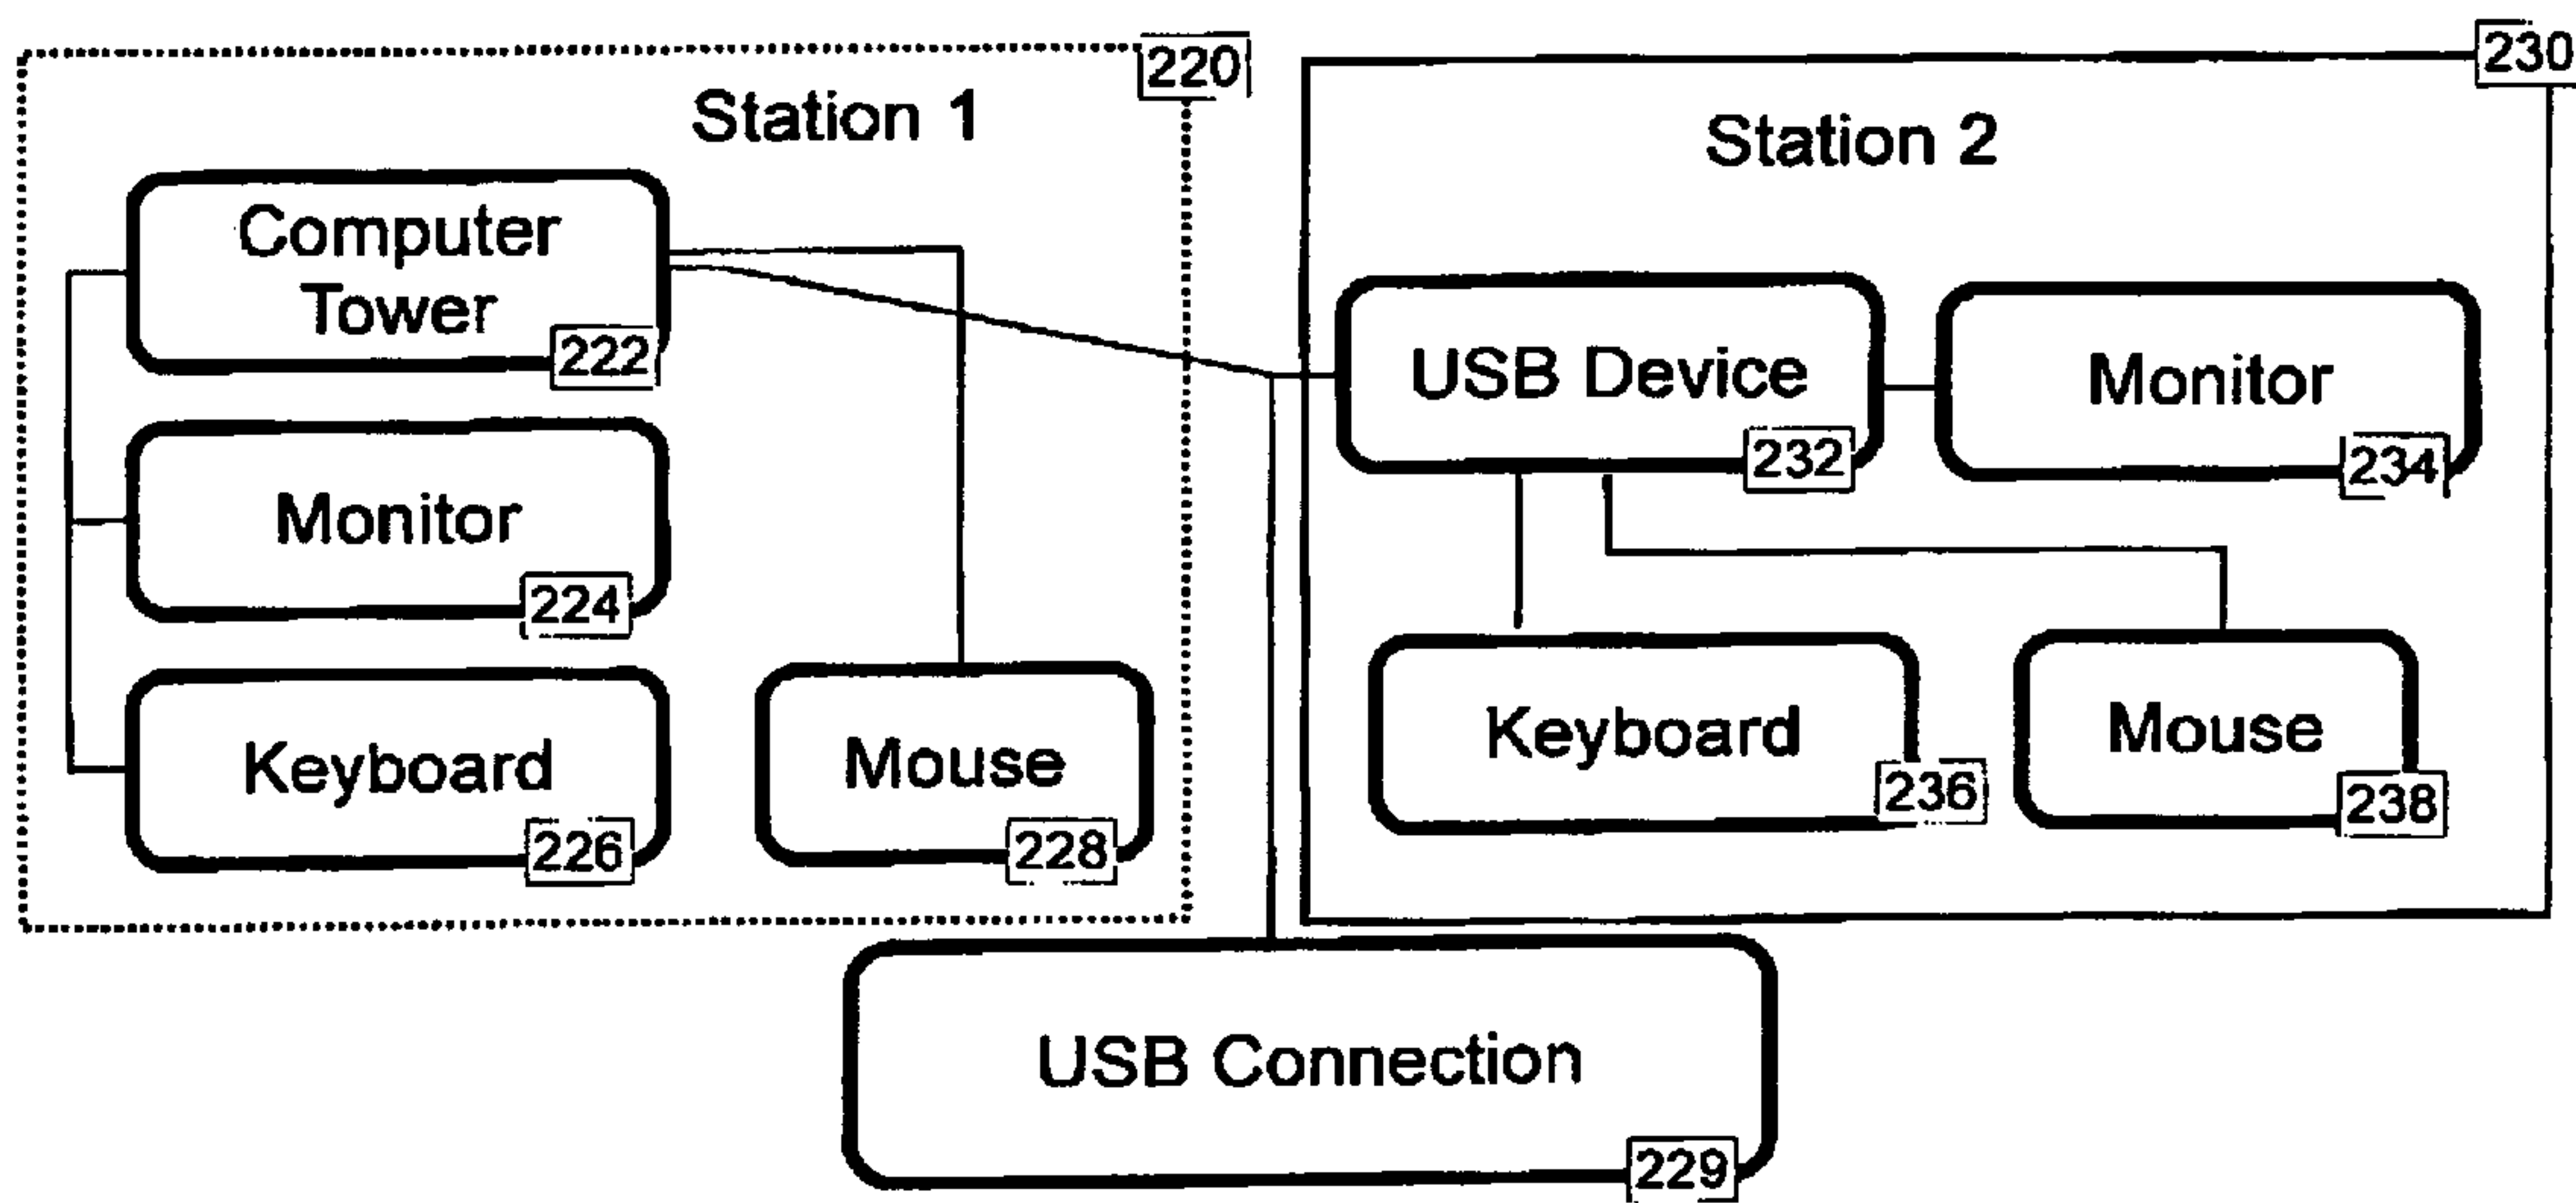 220
Station 1
Computer
Tower
222
Monitor
224
Keyboard
226
Mouse
228
230
Station 2
USB Device
232
Monitor
234
Keyboard
236
Mouse
238
USB Connection
229